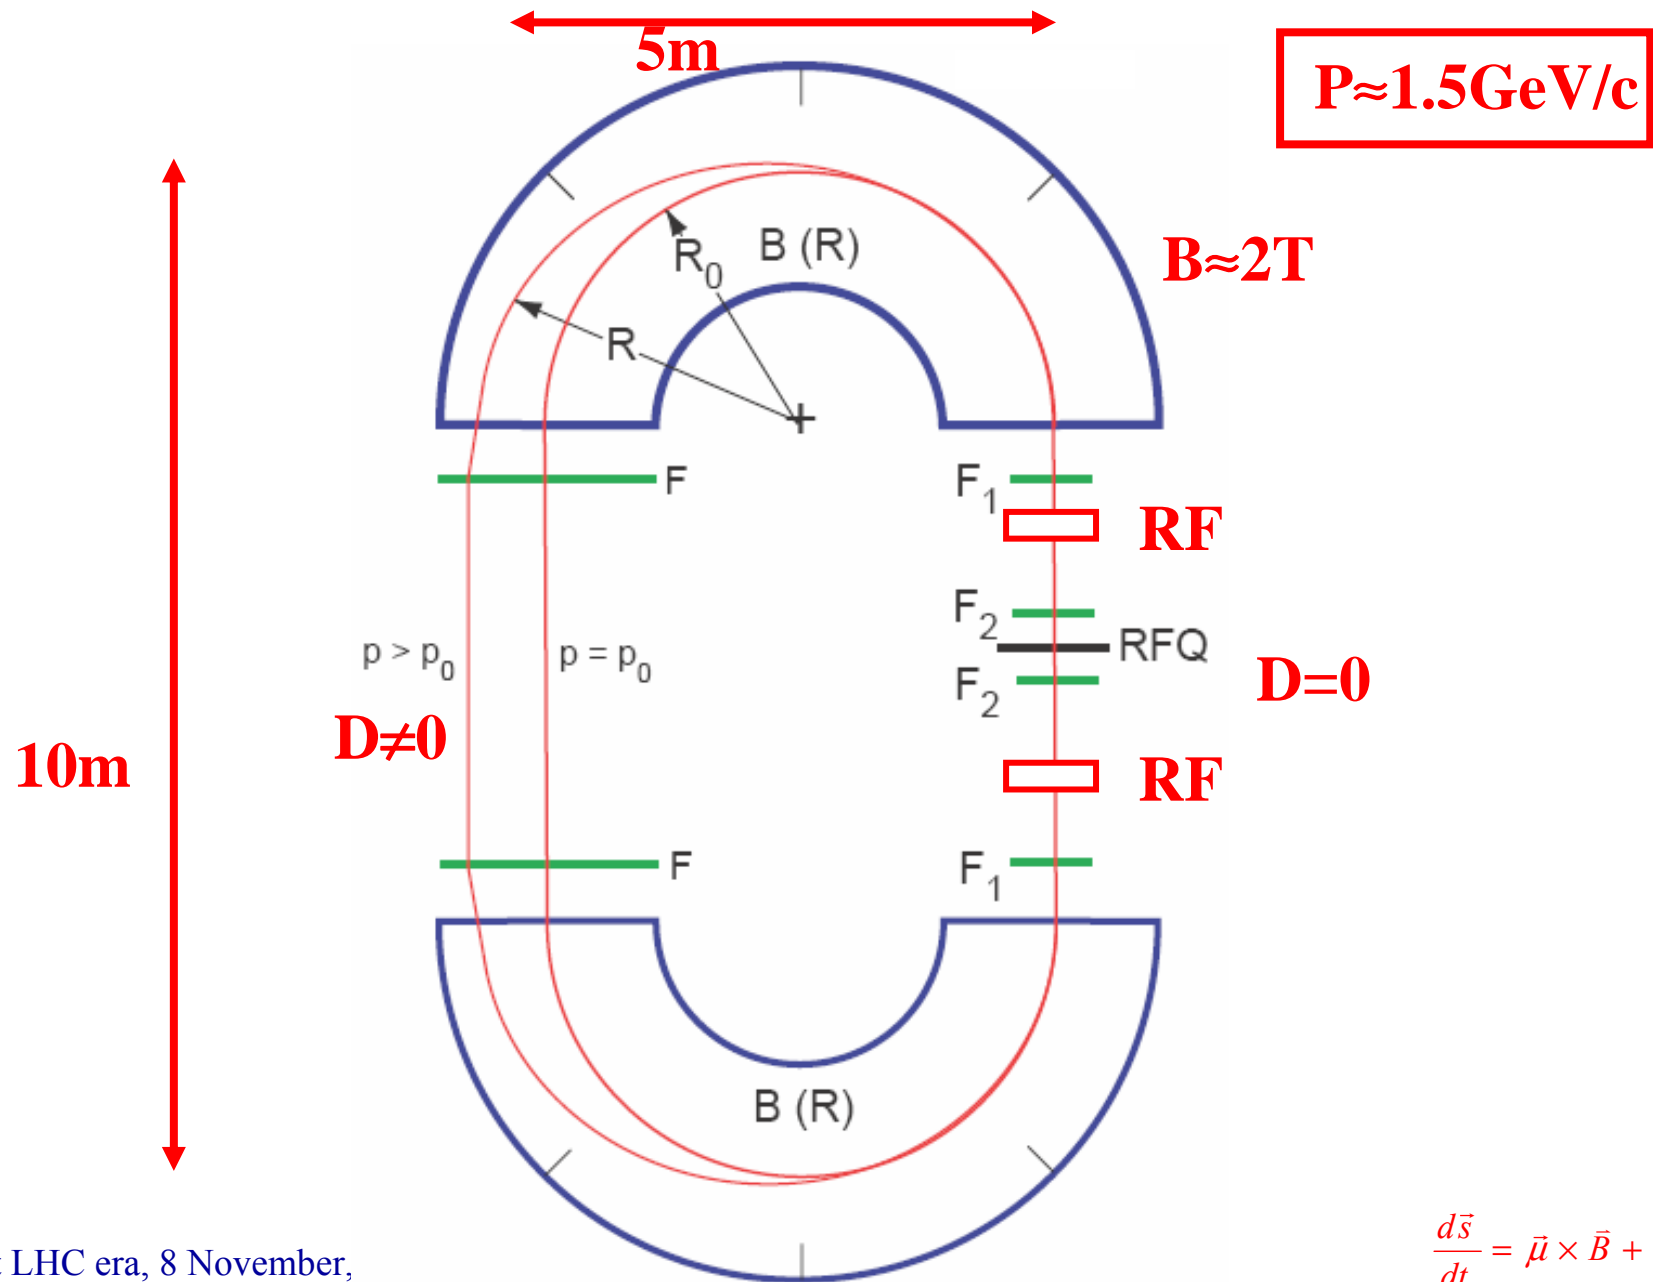 5m
P≈1.5GeV/c
B (R)
B≈2T
R₀
R
F
F₁
RF
F₂
RFQ
p > p₀
p = p₀
F₂
D=0
D≠0
10m
RF
F
F₁
B (R)
LHC era, 8 November,
ds⃗/dt = μ⃗ × B⃗ +